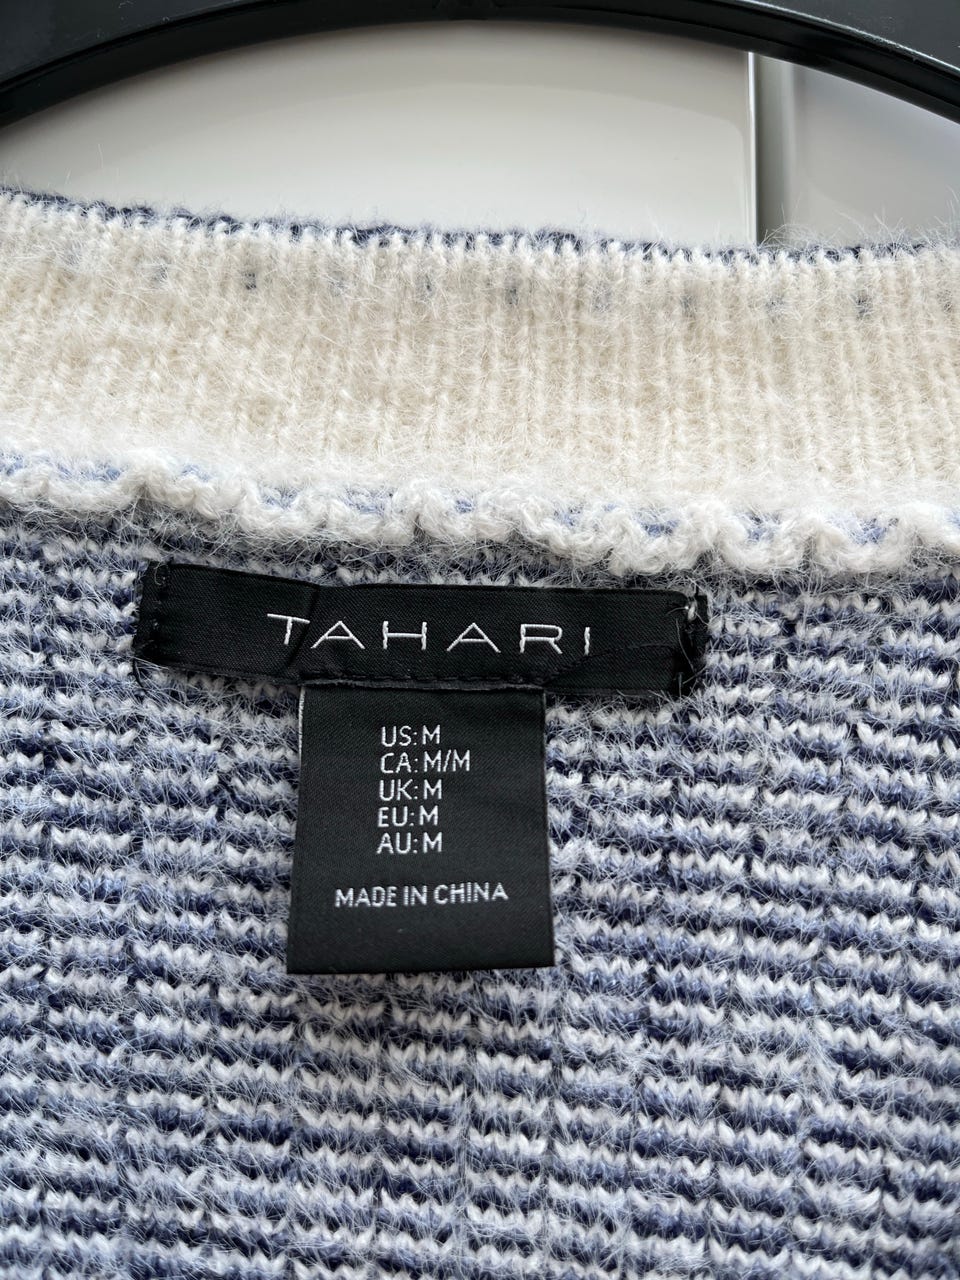 TAHARI
US: M
CA: M/M
UK: M
EU: M
AU: M
MADE IN CHINA